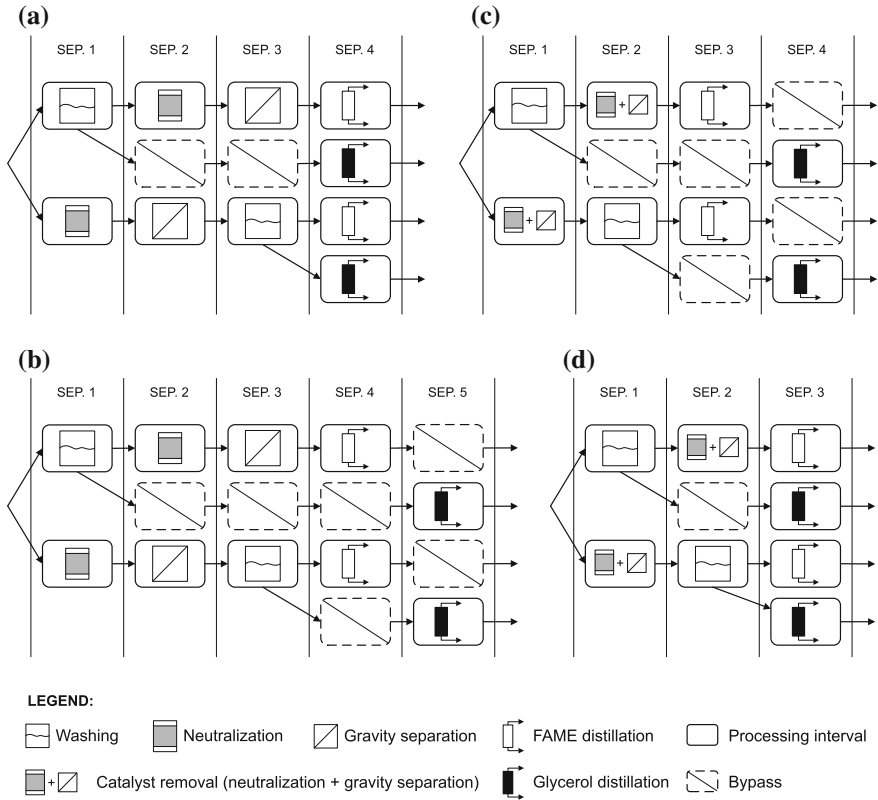 (a)
SEP. 1 SEP. 2 SEP. 3 SEP. 4
(c)
SEP. 1 SEP. 2 SEP. 3 SEP. 4
+
+
(b)
SEP. 1 SEP. 2 SEP. 3 SEP. 4 SEP. 5
(d)
SEP. 1 SEP. 2 SEP. 3
+
+
LEGEND:
Washing Neutralization Gravity separation FAME distillation Processing interval
+ Catalyst removal (neutralization + gravity separation) Glycerol distillation Bypass